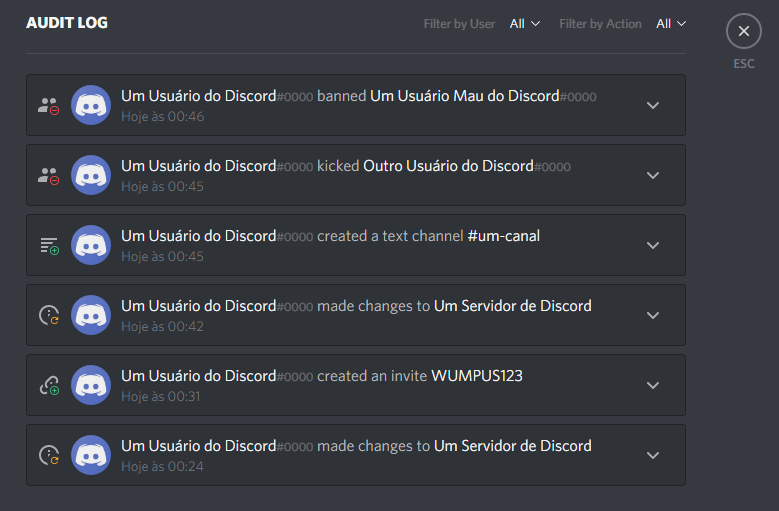 AUDIT LOG Filter by User All Filter by Action All
ESC
Um Usuário do Discord#0000 banned Um Usuário Mau do Discord#0000
Hoje às 00:46
Um Usuário do Discord#0000 kicked Outro Usuário do Discord#0000
Hoje às 00:45
Um Usuário do Discord#0000 created a text channel #um-canal
Hoje às 00:45
Um Usuário do Discord#0000 made changes to Um Servidor de Discord
Hoje às 00:42
Um Usuário do Discord#0000 created an invite WUMPUS123
Hoje às 00:31
Um Usuário do Discord#0000 made changes to Um Servidor de Discord
Hoje às 00:24